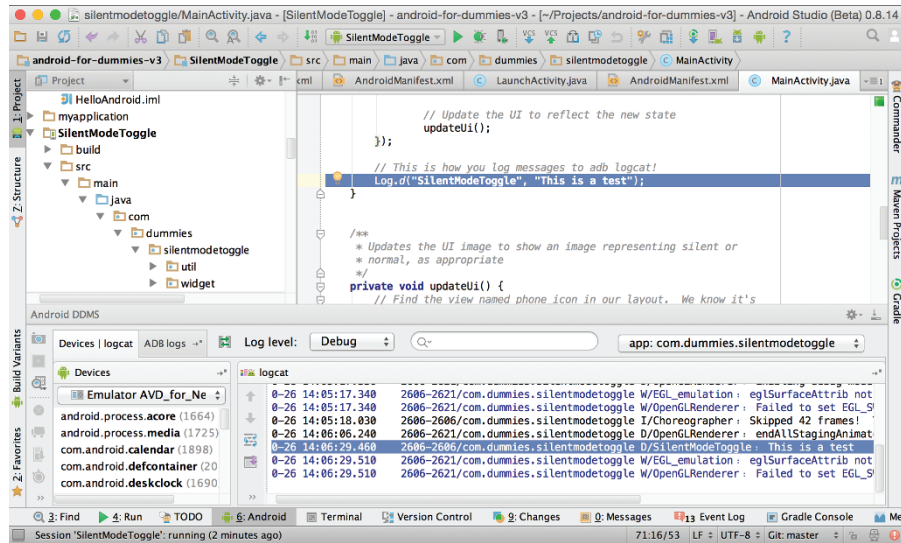 silentmodetoggle/MainActivity.java - [SilentModeToggle] - android-for-dummies-v3 - [~/Projects/android-for-dummies-v3] - Android Studio (Beta) 0.8.14
SilentModeToggle
android-for-dummies-v3 SilentModeToggle src main java com dummies silentmodetoggle MainActivity
Project
xml AndroidManifest.xml LaunchActivity.java AndroidManifest.xml MainActivity.java
1: Project
Z: Structure
Build Variants
2: Favorites
HelloAndroid.iml
myapplication
SilentModeToggle
build
src
main
java
com
dummies
silentmodetoggle
util
widget
// Update the UI to reflect the new state
updateUi();
});
// This is how you log messages to adb logcat!
Log.d("SilentModeToggle", "This is a test");
}
/**
* Updates the UI image to show an image representing silent or
* normal, as appropriate
*/
private void updateUi() {
// Find the view named phone icon in our layout. We know it's
Commander
Maven Projects
Gradle
Android DDMS
Devices | logcat ADB logs Log level: Debug app: com.dummies.silentmodetoggle
Devices
logcat
Emulator AVD_for_Ne
android.process.acore (1664)
android.process.media (1725)
com.android.calendar (1898)
com.android.defcontainer (20
com.android.deskclock (1690
0-26 14:05:17.340 2606-2621/com.dummies.silentmodetoggle W/EGL_emulation: eglSurfaceAttrib not
0-26 14:05:17.340 2606-2621/com.dummies.silentmodetoggle W/OpenGLRenderer: Failed to set EGL_S
0-26 14:05:18.030 2606-2606/com.dummies.silentmodetoggle I/Choreographer: Skipped 42 frames!
0-26 14:06:06.240 2606-2621/com.dummies.silentmodetoggle D/OpenGLRenderer: endAllStagingAnimat
0-26 14:06:29.460 2606-2606/com.dummies.silentmodetoggle D/SilentModeToggle: This is a test
0-26 14:06:29.510 2606-2621/com.dummies.silentmodetoggle W/EGL_emulation: eglSurfaceAttrib not
0-26 14:06:29.510 2606-2621/com.dummies.silentmodetoggle W/OpenGLRenderer: Failed to set EGL_S
3: Find 4: Run TODO 6: Android Terminal Version Control 9: Changes 0: Messages 13 Event Log Gradle Console Me
Session 'SilentModeToggle': running (2 minutes ago) 71:16/53 LF UTF-8 Git: master